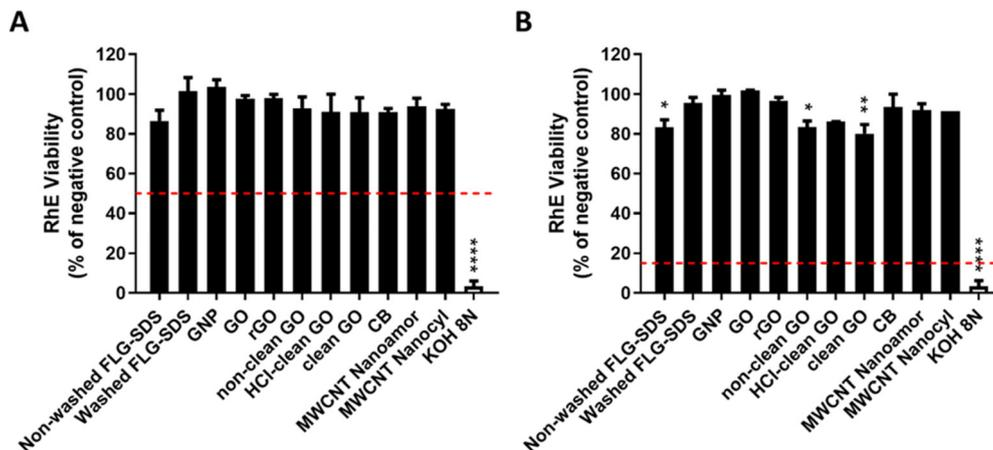 A
RhE Viability
(% of negative control)
120
100
80
60
40
20
0
****
Non-washed FLG-SDS
Washed FLG-SDS
GNP
GO
rGO
non-clean GO
HCl-clean GO
clean GO
CB
MWCNT Nanoamor
MWCNT Nanocyl
KOH 8N
B
RhE Viability
(% of negative control)
120
100
80
60
40
20
0
*
*
**
****
Non-washed FLG-SDS
Washed FLG-SDS
GNP
GO
rGO
non-clean GO
HCl-clean GO
clean GO
CB
MWCNT Nanoamor
MWCNT Nanocyl
KOH 8N